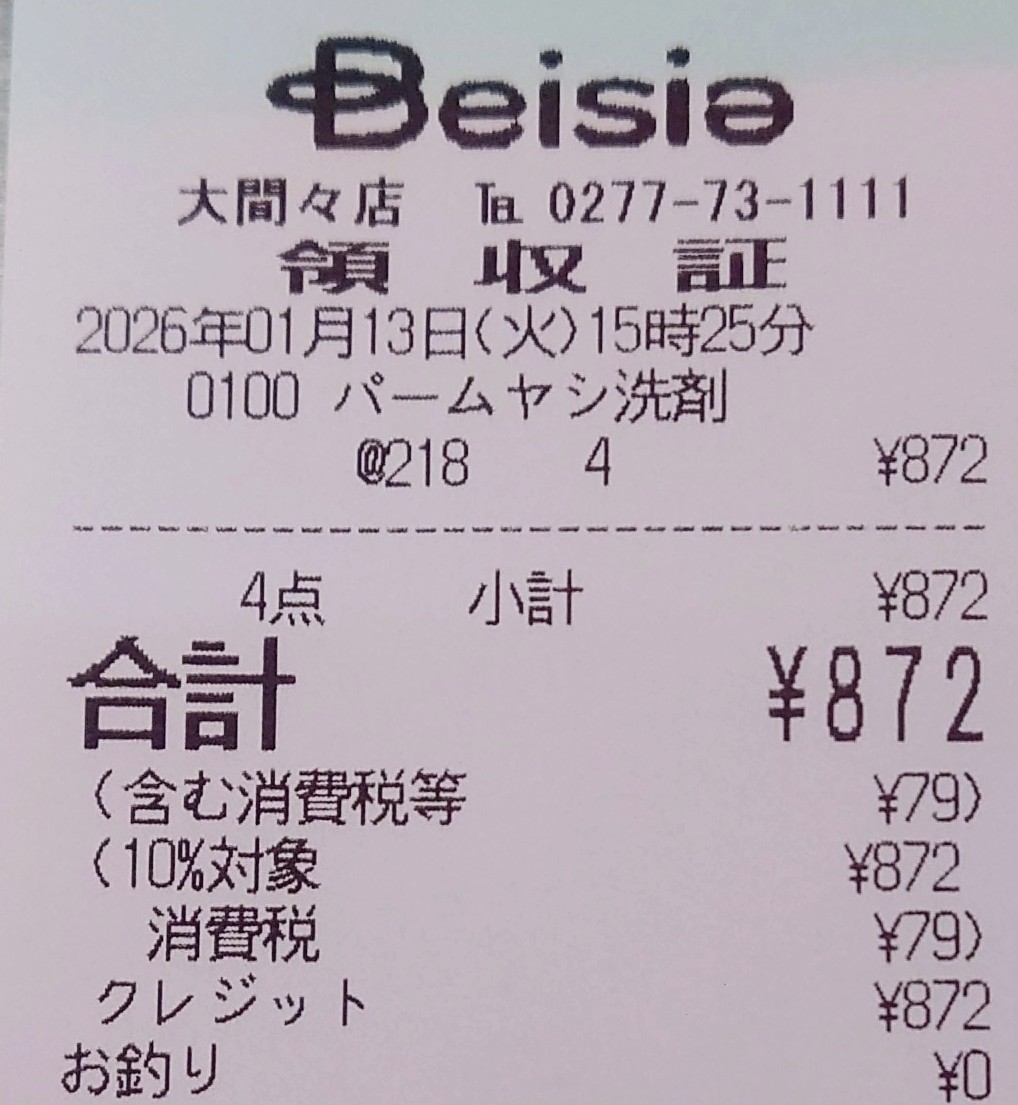 Beisia
大間々店 ℡ 0277-73-1111
領収証
2026年01月13日(火)15時25分
0100 パームヤシ洗剤
@218 4 ¥872
4点 小計 ¥872
合計 ¥872
(含む消費税等 ¥79)
(10%対象 ¥872
消費税 ¥79)
クレジット ¥872
お釣り ¥0